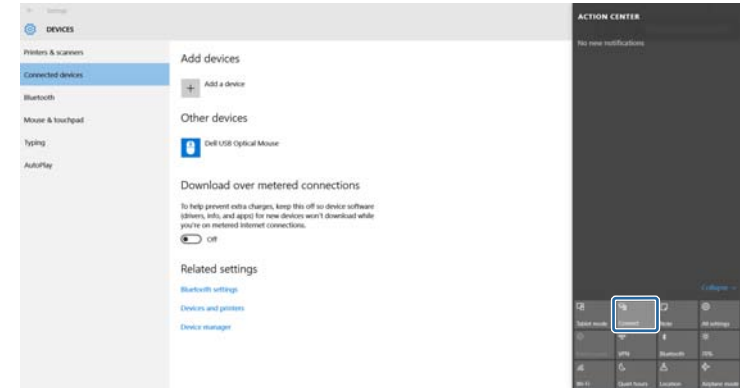 Settings
DEVICES
Printers & scanners
Connected devices
Bluetooth
Mouse & touchpad
Typing
AutoPlay
Add devices
Add a device
Other devices
Dell USB Optical Mouse
Download over metered connections
To help prevent extra charges, keep this off so device software
(drivers, info, and apps) for new devices won't download while
you're on metered Internet connections.
Off
Related settings
Bluetooth settings
Devices and printers
Device manager
ACTION CENTER
No new notifications
Collapse
Tablet mode Connect Note All settings
VPN Bluetooth 70%
Wi-Fi Quiet hours Location Airplane mode